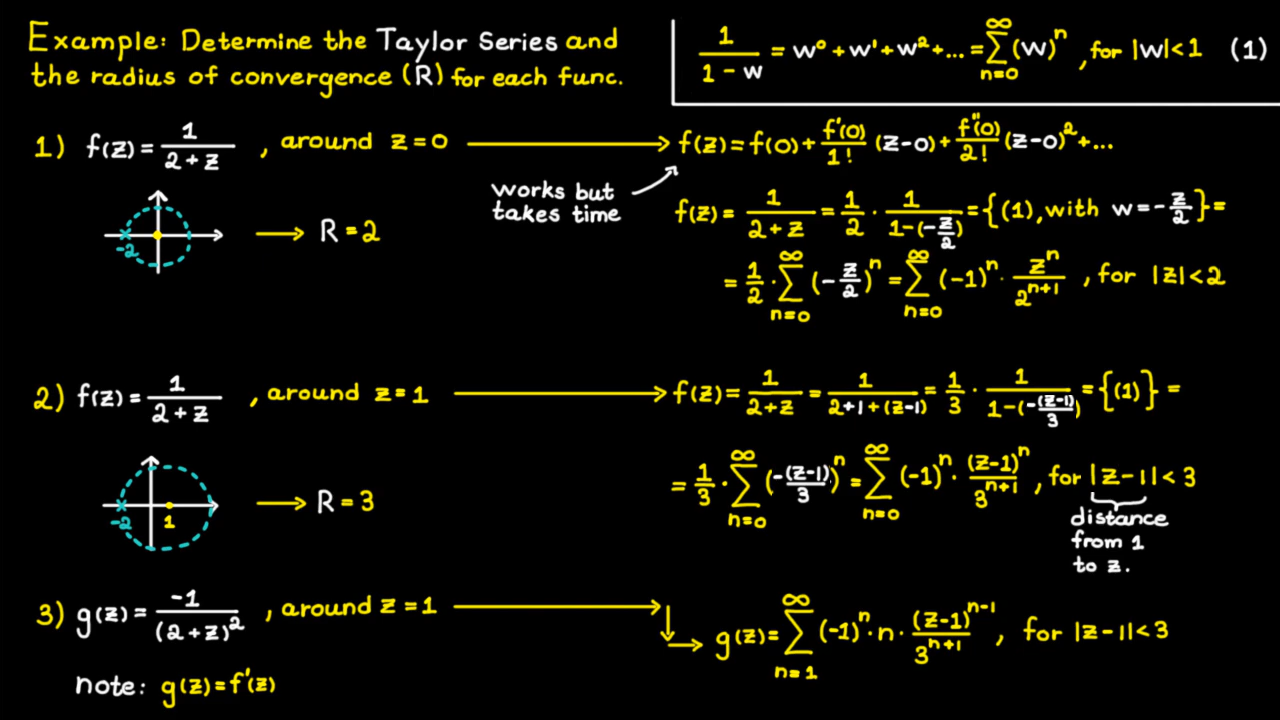 Example: Determine the Taylor Series and
the radius of convergence (R) for each func.
1/(1 - w) = w⁰ + w¹ + w² + ... = ∑_{n=0}^{∞} (w)ⁿ , for |w| < 1 (1)
1) f(z) = 1/(2 + z) , around z = 0
f(z) = f(0) + f'(0)/1! (z-0) + f''(0)/2! (z-0)² + ...
works but
takes time
f(z) = 1/(2 + z) = 1/2 · 1/(1-(-z/2)) = {(1), with w = -z/2} =
-2
R = 2
= 1/2 · ∑_{n=0}^{∞} (-z/2)ⁿ = ∑_{n=0}^{∞} (-1)ⁿ · zⁿ/2ⁿ⁺¹ , for |z| < 2
2) f(z) = 1/(2 + z) , around z = 1
f(z) = 1/(2+z) = 1/(2+1+(z-1)) = 1/3 · 1/(1-(-(z-1)/3)) = {(1)} =
-2 1
R = 3
= 1/3 · ∑_{n=0}^{∞} (-(z-1)/3)ⁿ = ∑_{n=0}^{∞} (-1)ⁿ · (z-1)ⁿ/3ⁿ⁺¹ , for |z-1| < 3
distance
from 1
to z.
3) g(z) = -1/(2+z)² , around z = 1
g(z) = ∑_{n=1}^{∞} (-1)ⁿ · n · (z-1)ⁿ⁻¹/3ⁿ⁺¹ , for |z-1| < 3
note: g(z) = f'(z)